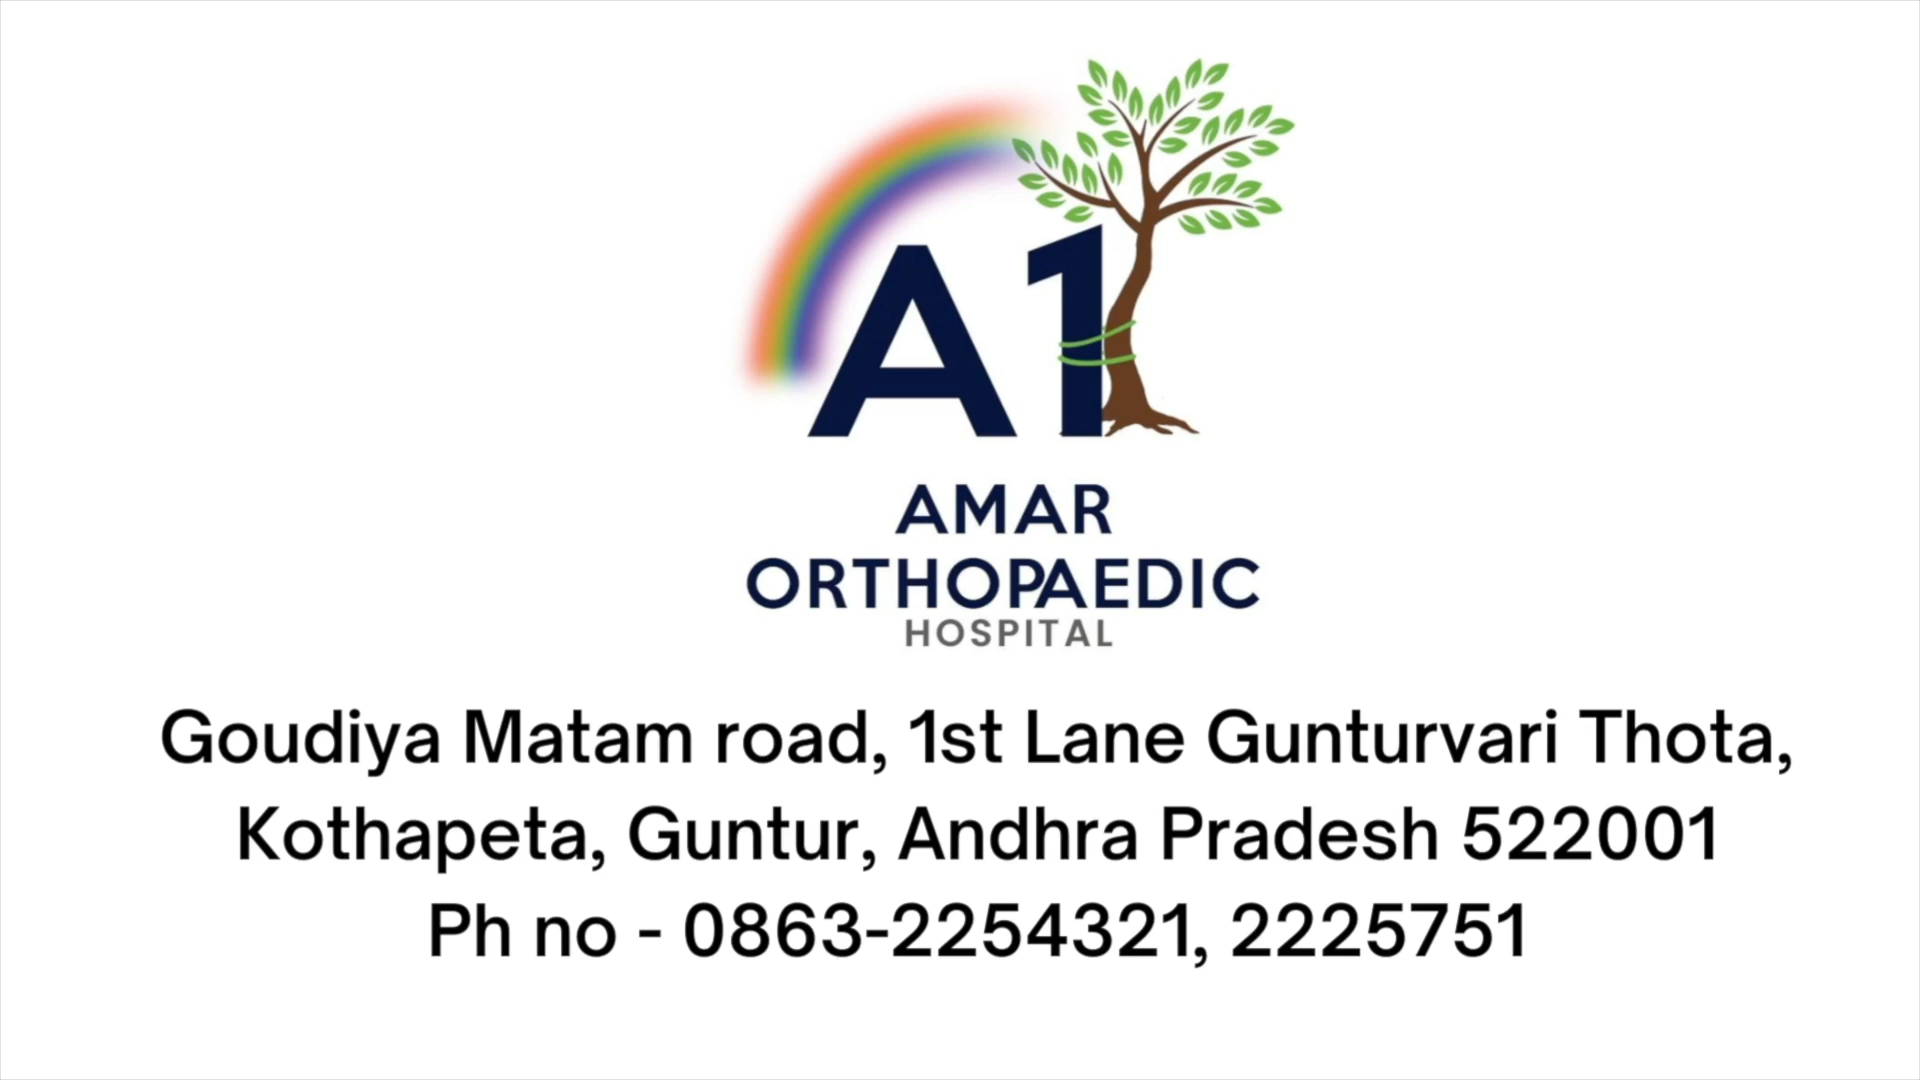 A1
AMAR
ORTHOPAEDIC
HOSPITAL
Goudiya Matam road, 1st Lane Gunturvari Thota,
Kothapeta, Guntur, Andhra Pradesh 522001
Ph no - 0863-2254321, 2225751